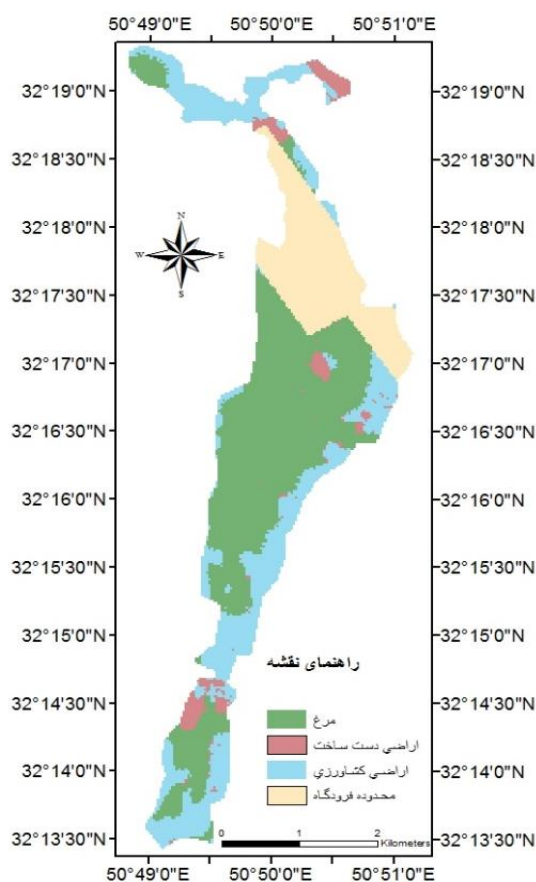 50°49'0"E 50°50'0"E 50°51'0"E
32°19'0"N 32°19'0"N
32°18'30"N 32°18'30"N
32°18'0"N 32°18'0"N
N
W E
S
32°17'30"N 32°17'30"N
32°17'0"N 32°17'0"N
32°16'30"N 32°16'30"N
32°16'0"N 32°16'0"N
32°15'30"N 32°15'30"N
32°15'0"N 32°15'0"N
راهنمای نقشه
32°14'30"N 32°14'30"N
مرغ
اراضي دست ساخت
32°14'0"N 32°14'0"N
اراضي کشاورزي
محدوده فرودگاه
32°13'30"N 32°13'30"N
0 1 2
Kilometers
50°49'0"E 50°50'0"E 50°51'0"E